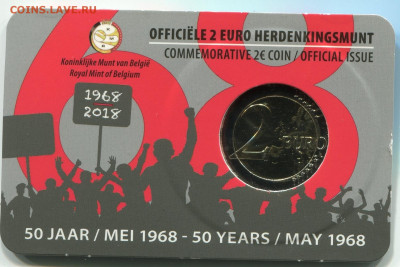 COINS.LAVE.RU
68
OFFICIËLE 2 EURO HERDENKINGSMUNT
COMMEMORATIVE 2€ COIN / OFFICIAL ISSUE
Koninklijke Munt van België
Royal Mint of Belgium
1968
2018
2 EURO
50 JAAR / MEI 1968 - 50 YEARS / MAY 1968